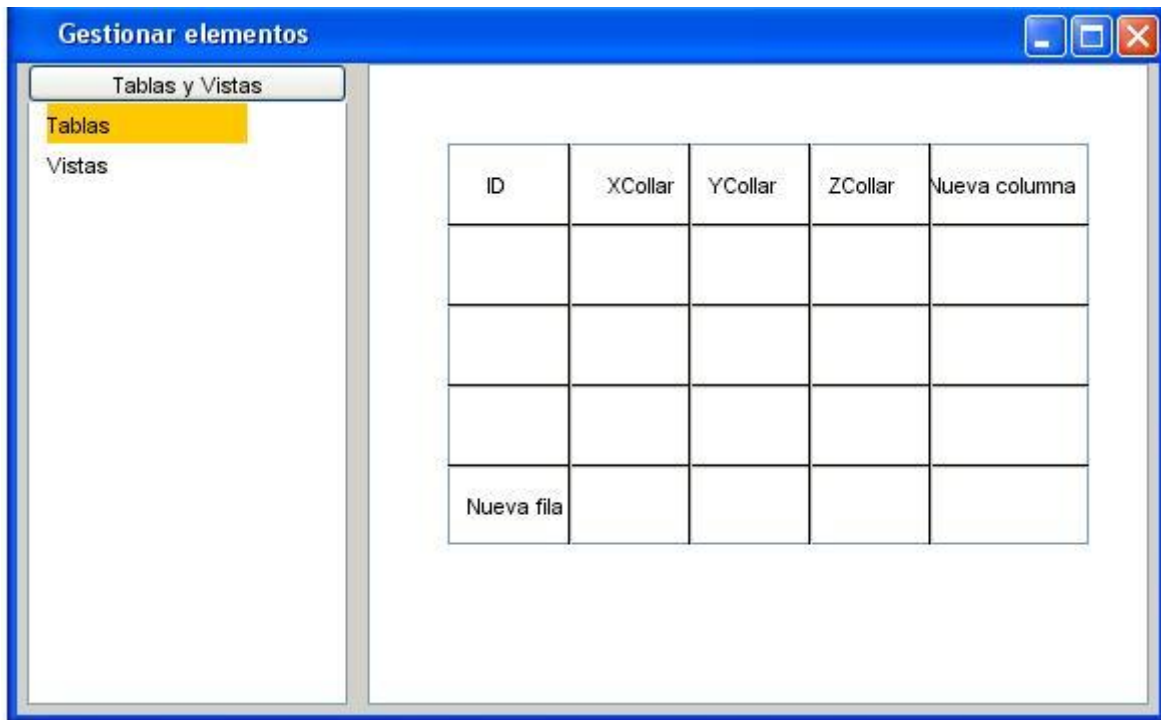 Gestionar elementos
Tablas y Vistas
Tablas
Vistas
ID XCollar YCollar ZCollar Nueva columna
Nueva fila